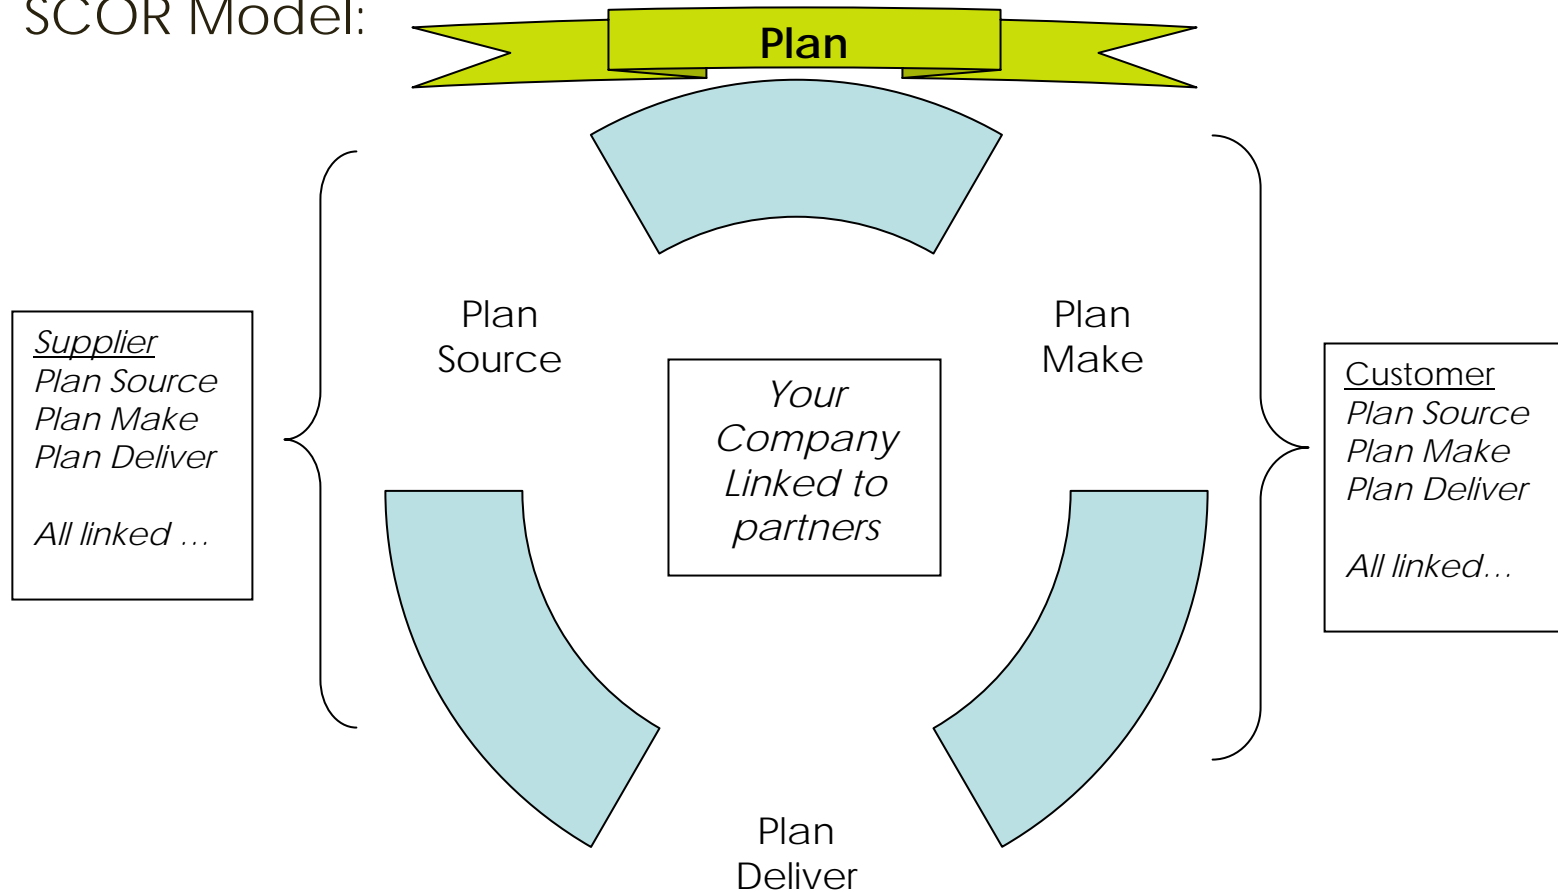 SCOR Model:
Plan
Plan
Source
Plan
Make
Supplier
Plan Source
Plan Make
Plan Deliver
All linked …
Your
Company
Linked to
partners
Customer
Plan Source
Plan Make
Plan Deliver
All linked…
Plan
Deliver